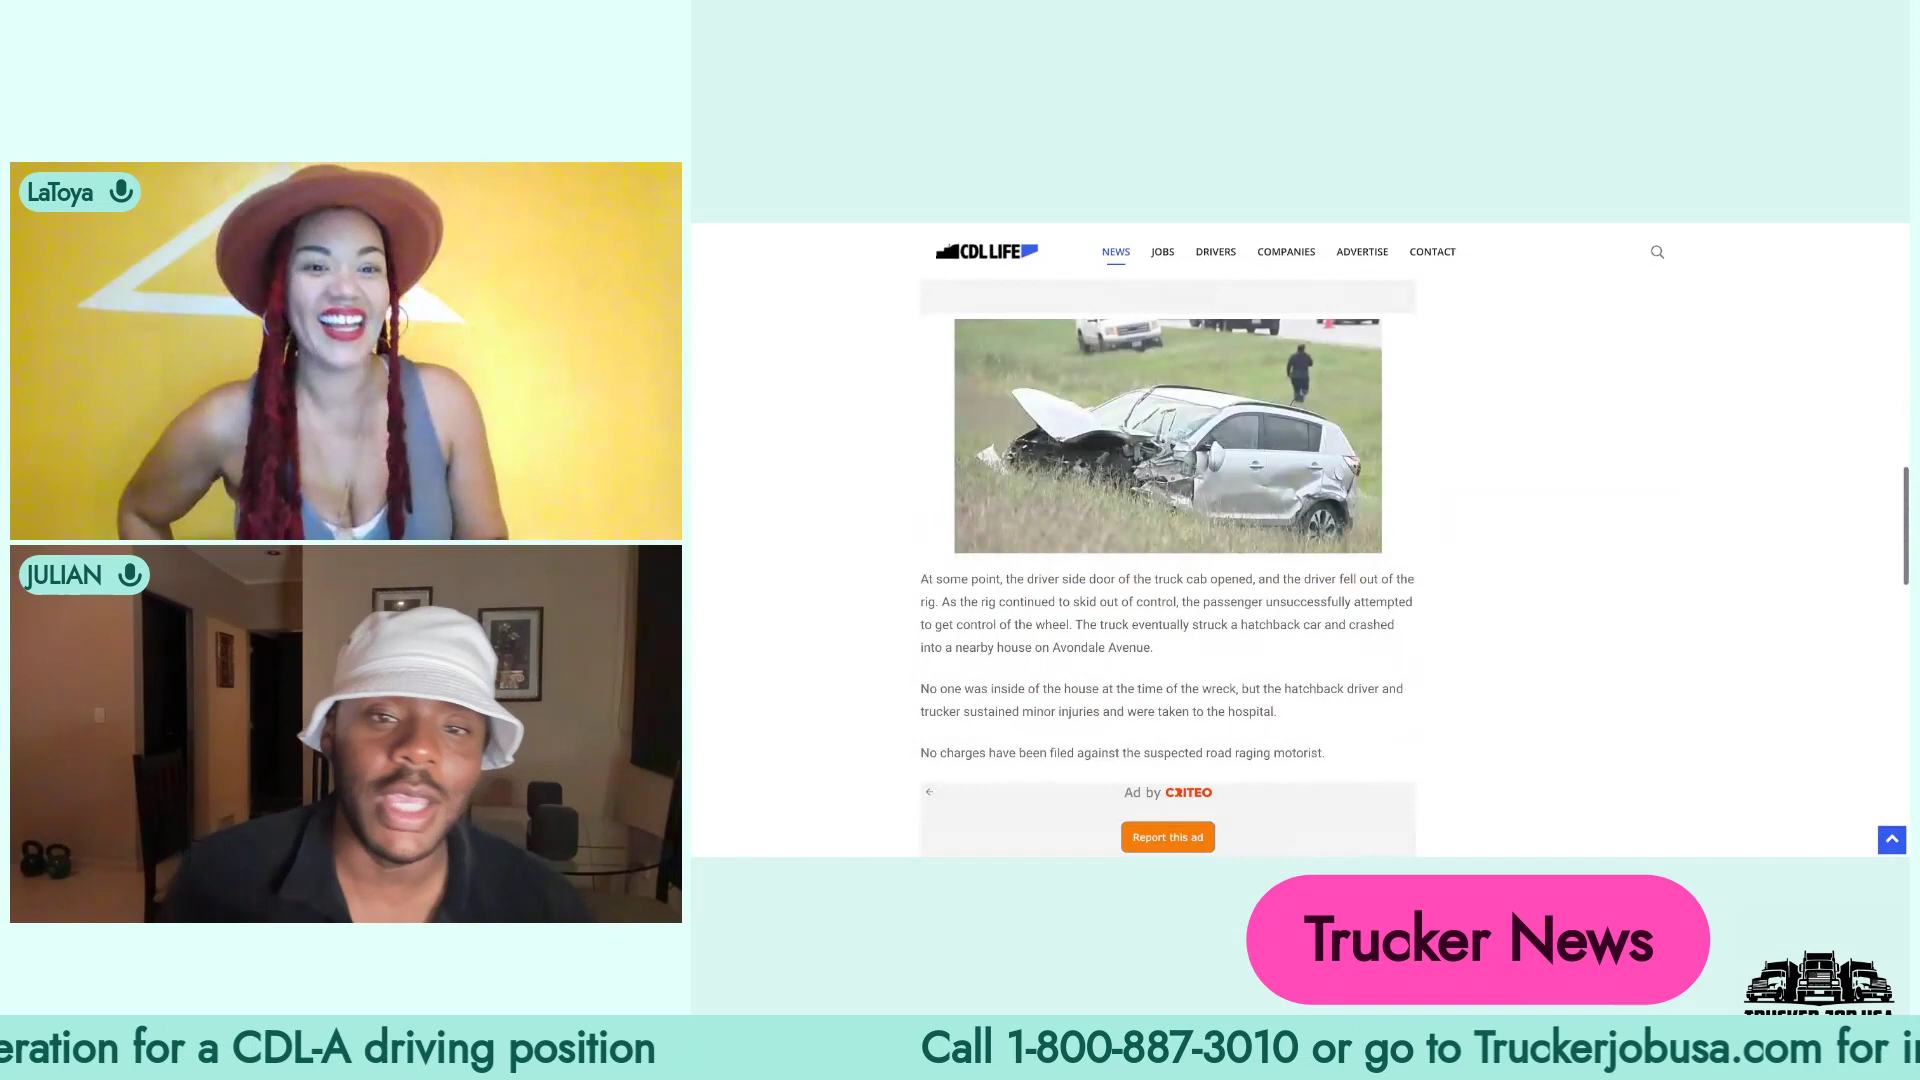 LaToya
JULIAN
CDL LIFE
NEWS JOBS DRIVERS COMPANIES ADVERTISE CONTACT
At some point, the driver side door of the truck cab opened, and the driver fell out of the
rig. As the rig continued to skid out of control, the passenger unsuccessfully attempted
to get control of the wheel. The truck eventually struck a hatchback car and crashed
into a nearby house on Avondale Avenue.
No one was inside of the house at the time of the wreck, but the hatchback driver and
trucker sustained minor injuries and were taken to the hospital.
No charges have been filed against the suspected road raging motorist.
Ad by CRITEO
Report this ad
Trucker News
TRUCKER JOB USA
eration for a CDL-A driving position Call 1-800-887-3010 or go to Truckerjobusa.com for